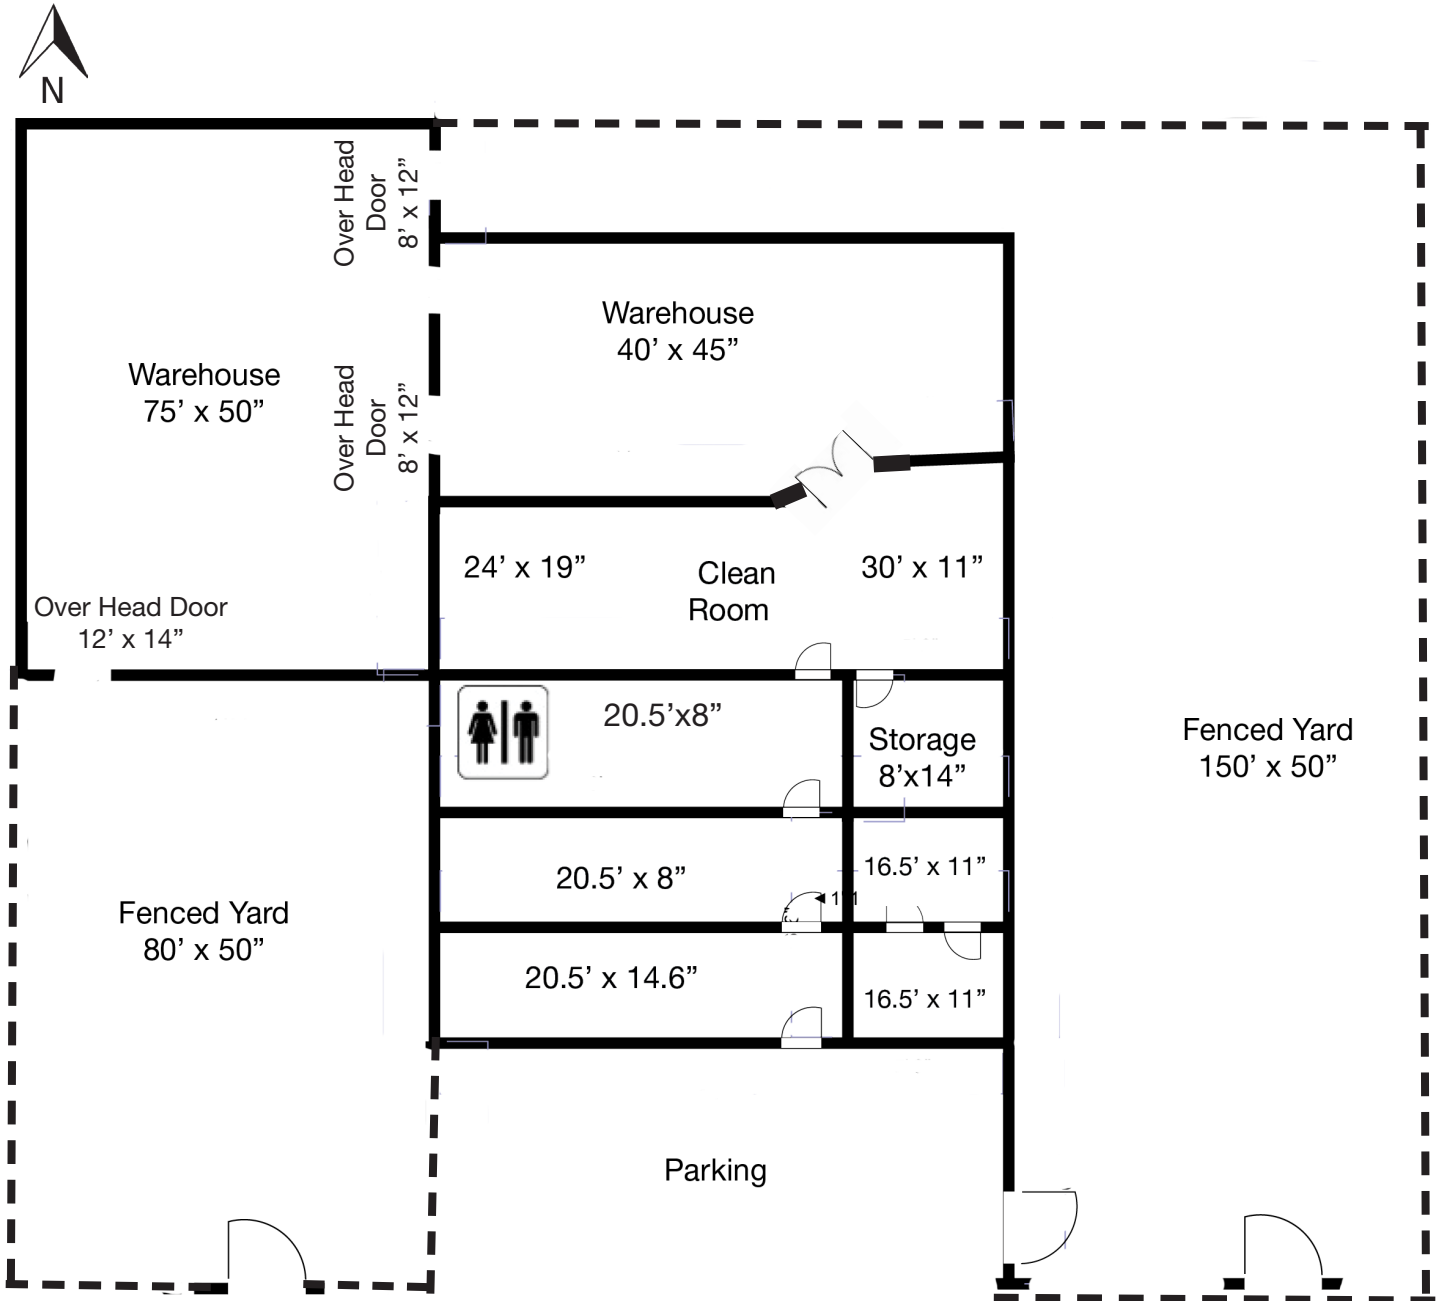 N
Over Head
Door
8’ x 12”
Warehouse
40’ x 45”
Warehouse
75’ x 50”
Over Head
Door
8’ x 12”
24’ x 19”
Clean
Room
30’ x 11”
Over Head Door
12’ x 14”
20.5’x8”
Storage
8’x14”
Fenced Yard
150’ x 50”
20.5’ x 8”
16.5’ x 11”
Fenced Yard
80’ x 50”
20.5’ x 14.6”
16.5’ x 11”
Parking